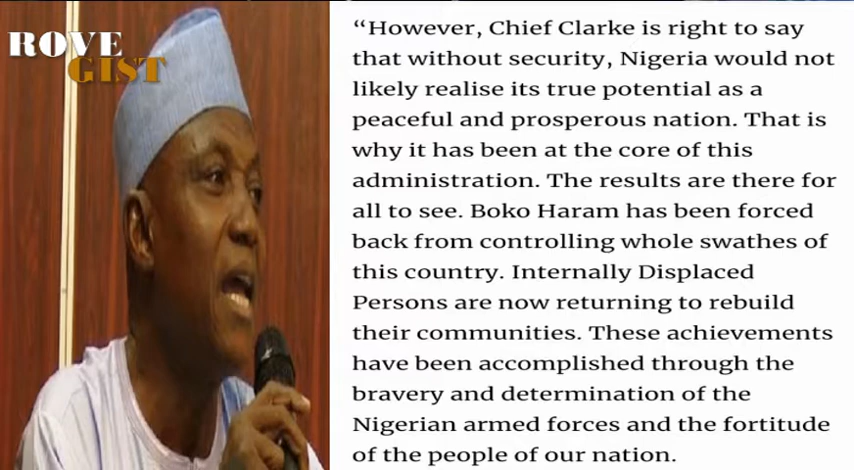 ROVE
GIST
“However, Chief Clarke is right to say
that without security, Nigeria would not
likely realise its true potential as a
peaceful and prosperous nation. That is
why it has been at the core of this
administration. The results are there for
all to see. Boko Haram has been forced
back from controlling whole swathes of
this country. Internally Displaced
Persons are now returning to rebuild
their communities. These achievements
have been accomplished through the
bravery and determination of the
Nigerian armed forces and the fortitude
of the people of our nation.